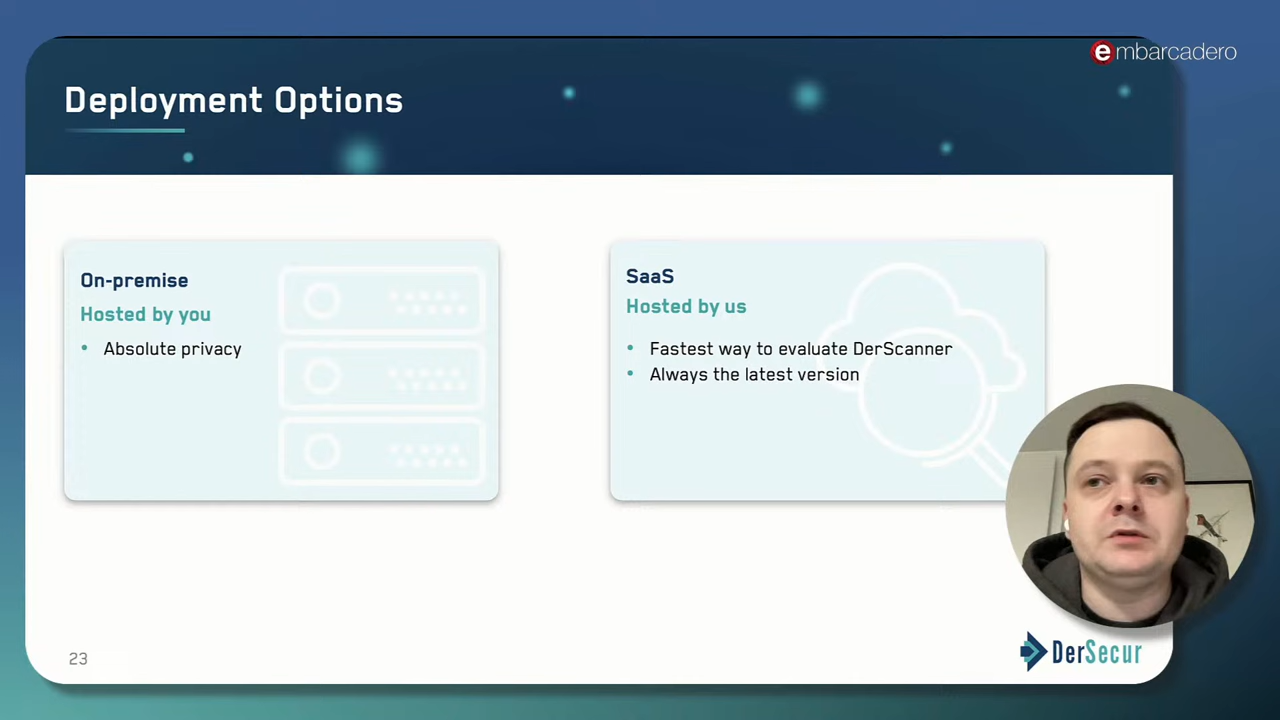 embarcadero
Deployment Options
On-premise
Hosted by you
• Absolute privacy
SaaS
Hosted by us
• Fastest way to evaluate DerScanner
• Always the latest version
23
DerSecur